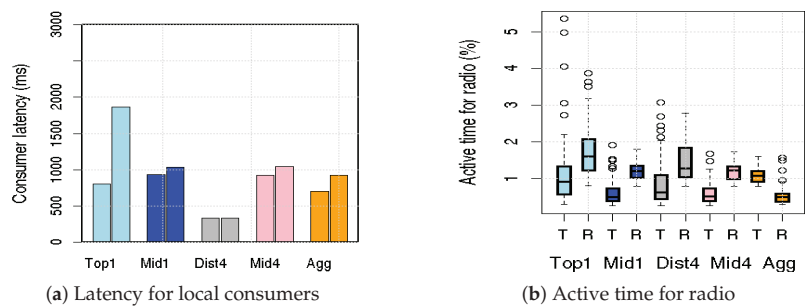 Consumer latency (ms)
3000
2000
1500
1000
500
0
Top1 Mid1 Dist4 Mid4 Agg
(a) Latency for local consumers
Active time for radio (%)
5
4
3
2
1
T R T R T R T R T R
Top1 Mid1 Dist4 Mid4 Agg
(b) Active time for radio